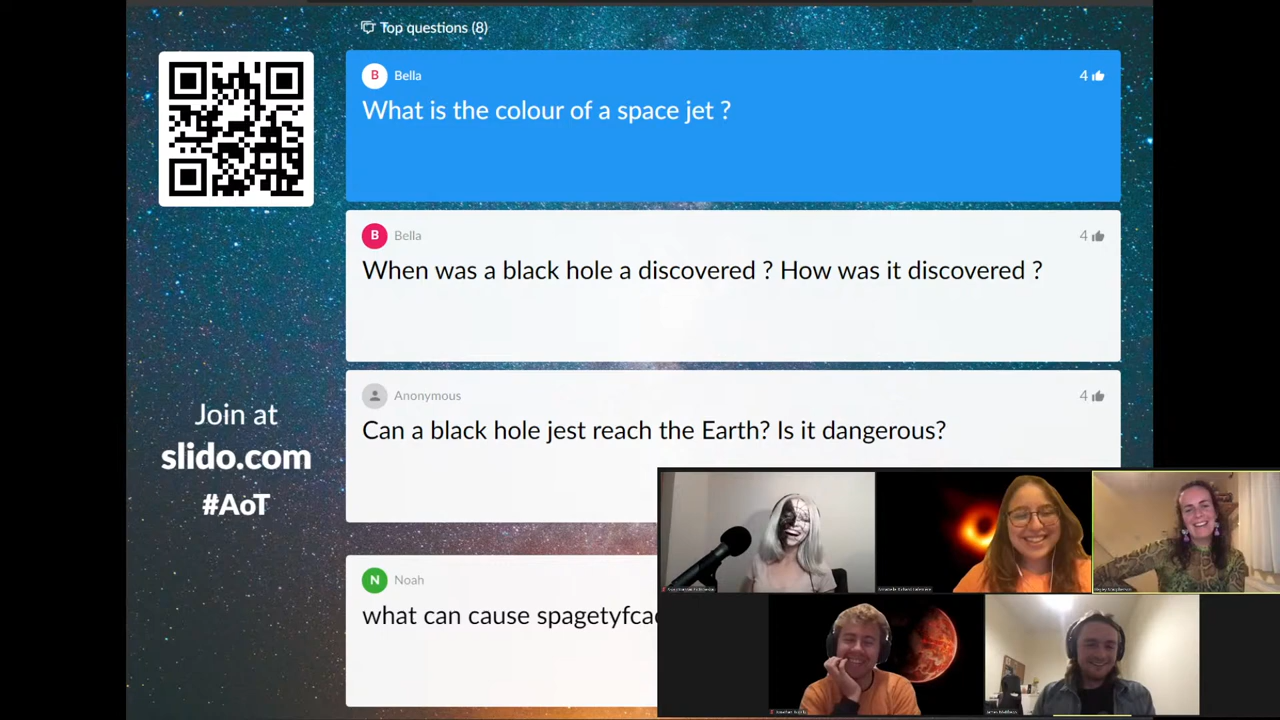 Top questions (8)
B Bella 4
What is the colour of a space jet ?
B Bella 4
When was a black hole a discovered ? How was it discovered ?
Anonymous 4
Can a black hole jest reach the Earth? Is it dangerous?
N Noah
what can cause spagetyfca
Join at
slido.com
#AoT